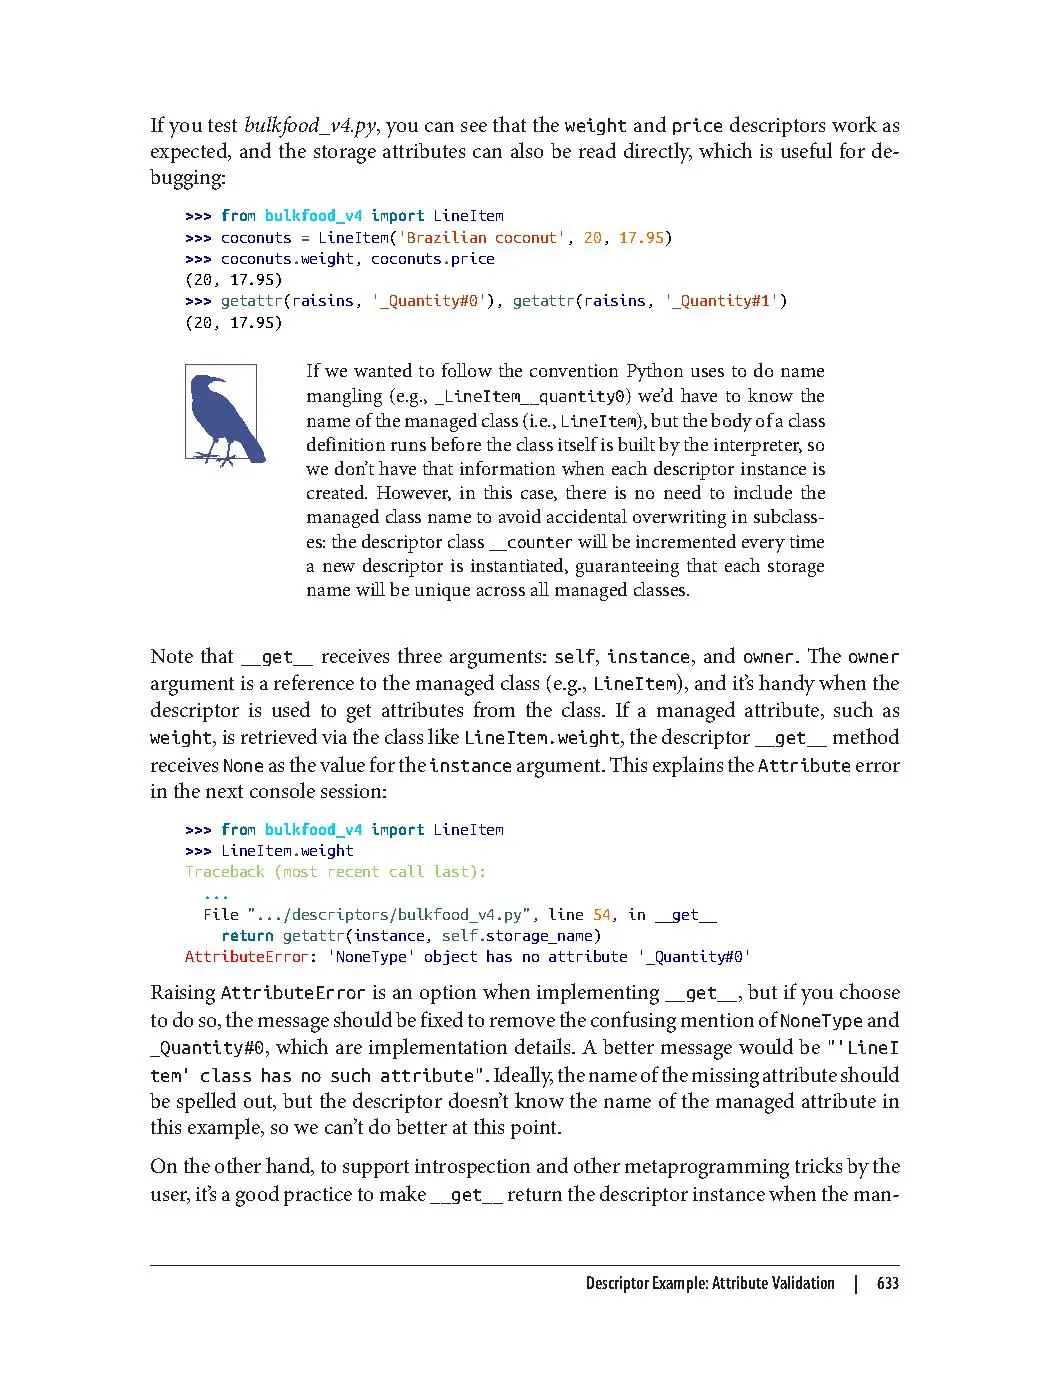 If you test bulkfood_v4.py, you can see that the weight and price descriptors work as
expected, and the storage attributes can also be read directly, which is useful for de-
bugging:
>>> from bulkfood_v4 import LineItem
>>> coconuts = LineItem('Brazilian coconut', 20, 17.95)
>>> coconuts.weight, coconuts.price
(20, 17.95)
>>> getattr(raisins, '_Quantity#0'), getattr(raisins, '_Quantity#1')
(20, 17.95)
If we wanted to follow the convention Python uses to do name
mangling (e.g., _LineItem__quantity0) we'd have to know the
name of the managed class (i.e., LineItem), but the body of a class
definition runs before the class itself is built by the interpreter, so
we don't have that information when each descriptor instance is
created. However, in this case, there is no need to include the
managed class name to avoid accidental overwriting in subclass-
es: the descriptor class __counter will be incremented every time
a new descriptor is instantiated, guaranteeing that each storage
name will be unique across all managed classes.
Note that __get__ receives three arguments: self, instance, and owner. The owner
argument is a reference to the managed class (e.g., LineItem), and it's handy when the
descriptor is used to get attributes from the class. If a managed attribute, such as
weight, is retrieved via the class like LineItem.weight, the descriptor __get__ method
receives None as the value for the instance argument. This explains the Attribute error
in the next console session:
>>> from bulkfood_v4 import LineItem
>>> LineItem.weight
Traceback (most recent call last):
...
File ".../descriptors/bulkfood_v4.py", line 54, in __get__
return getattr(instance, self.storage_name)
AttributeError: 'NoneType' object has no attribute '_Quantity#0'
Raising AttributeError is an option when implementing __get__, but if you choose
to do so, the message should be fixed to remove the confusing mention of NoneType and
_Quantity#0, which are implementation details. A better message would be "'LineI
tem' class has no such attribute". Ideally, the name of the missing attribute should
be spelled out, but the descriptor doesn't know the name of the managed attribute in
this example, so we can't do better at this point.
On the other hand, to support introspection and other metaprogramming tricks by the
user, it's a good practice to make __get__ return the descriptor instance when the man-
Descriptor Example: Attribute Validation | 633